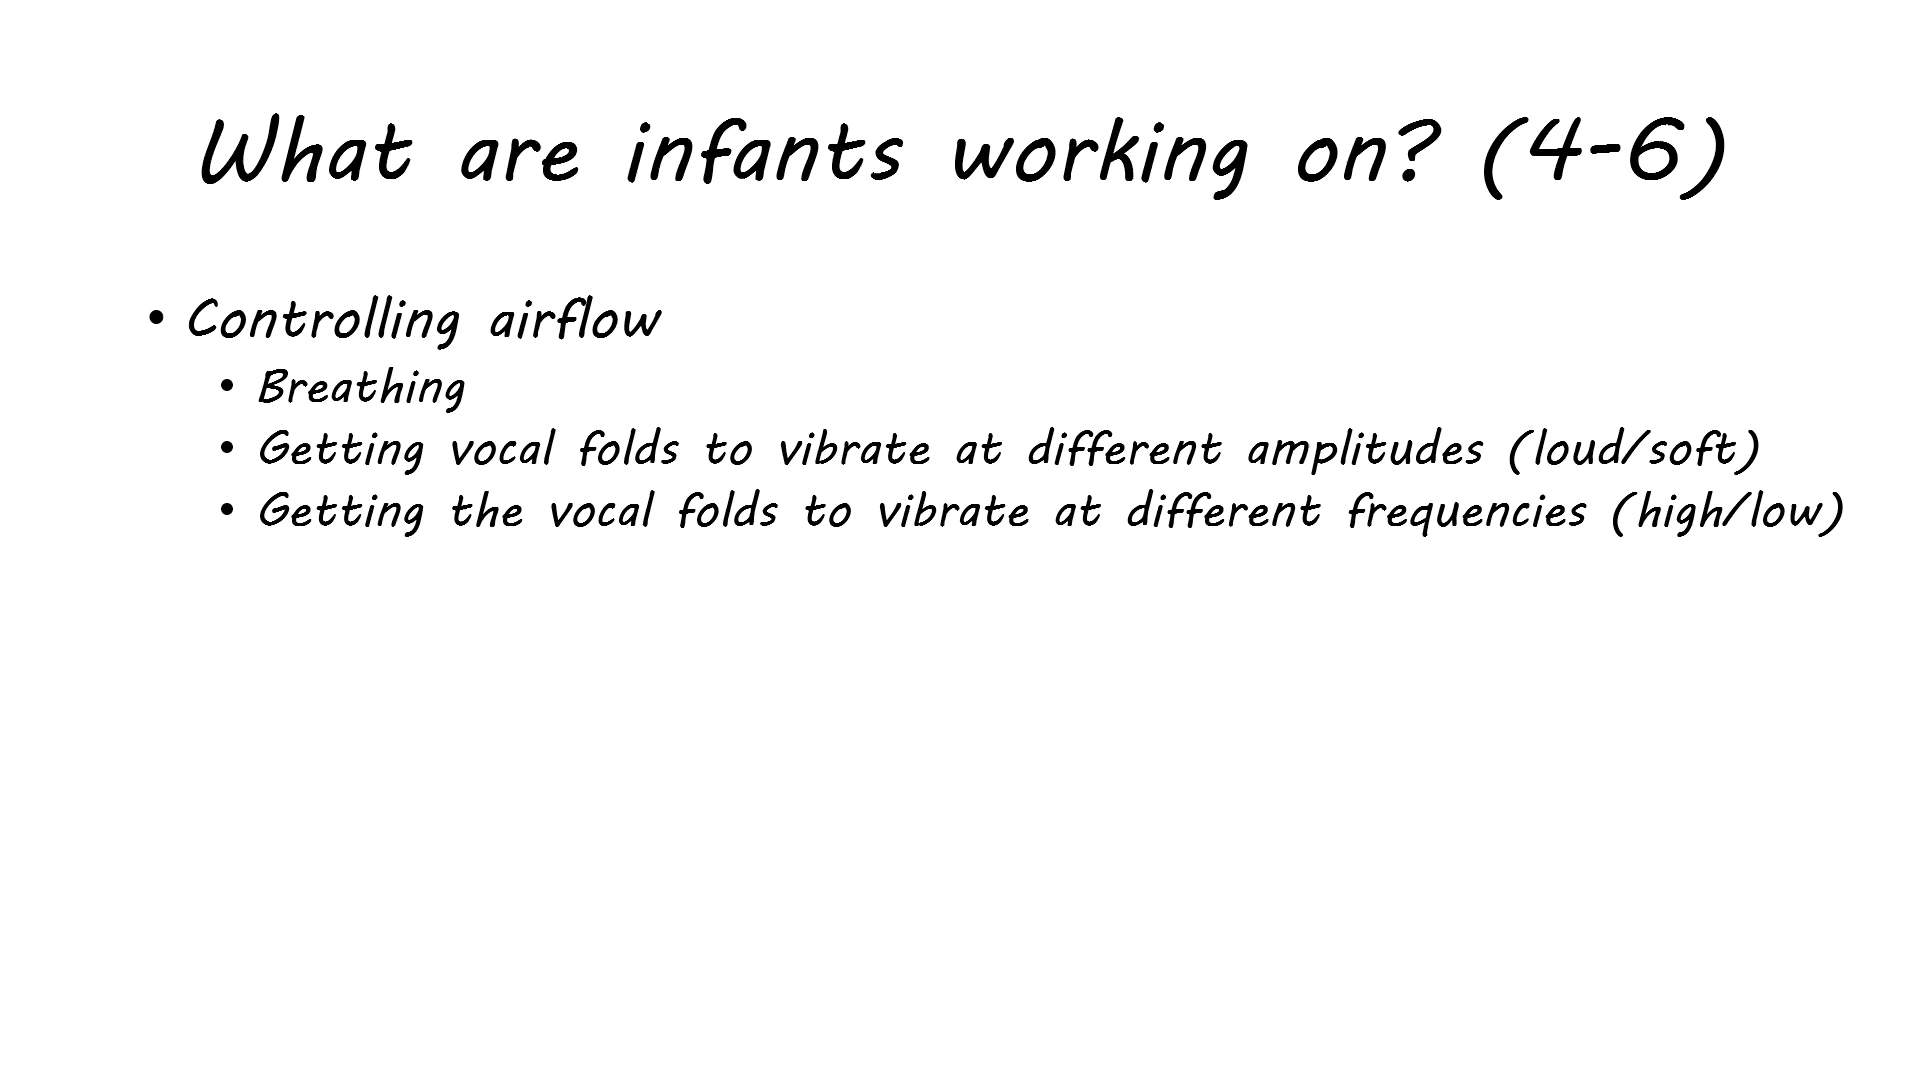 What are infants working on? (4-6)
• Controlling airflow
• Breathing
• Getting vocal folds to vibrate at different amplitudes (loud/soft)
• Getting the vocal folds to vibrate at different frequencies (high/low)